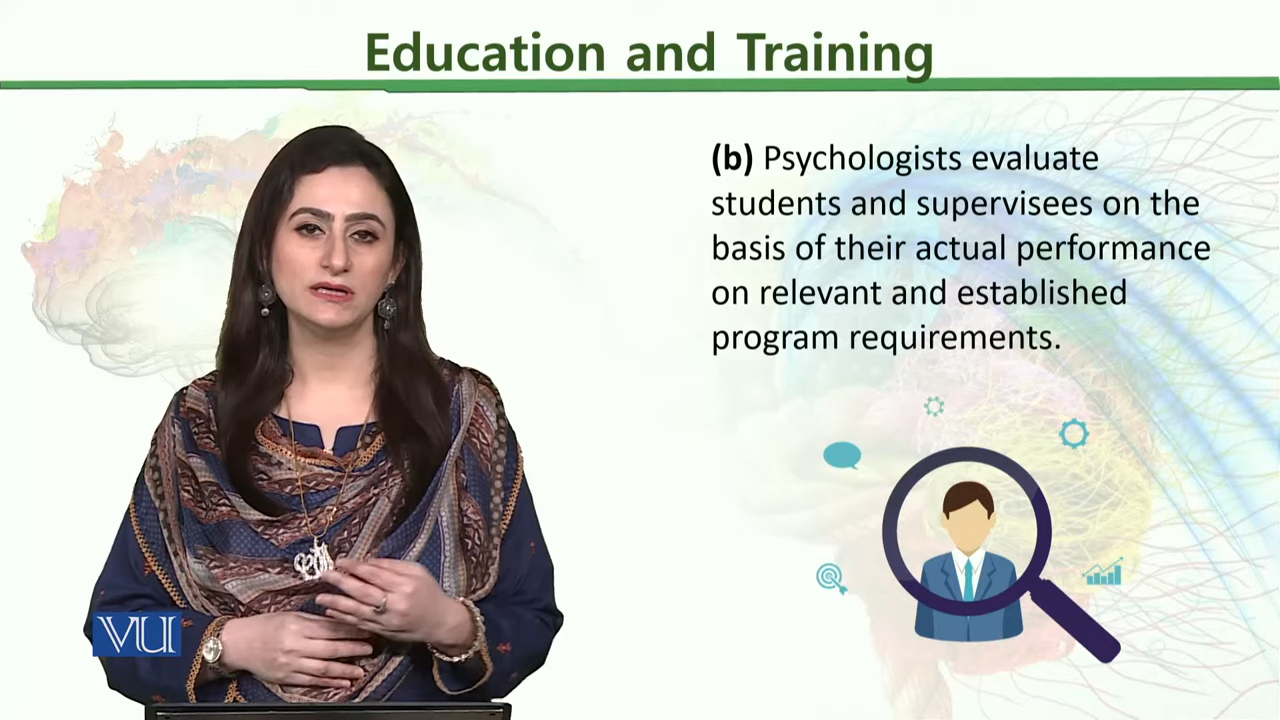 Education and Training
(b) Psychologists evaluate
students and supervisees on the
basis of their actual performance
on relevant and established
program requirements.
VU